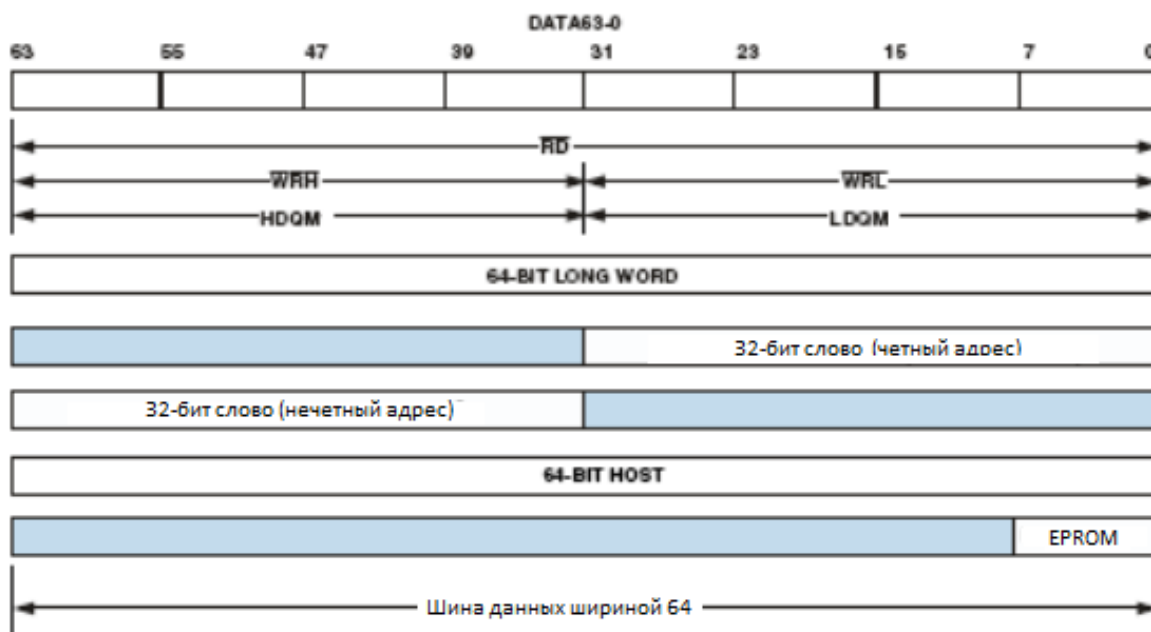 DATA63-0
63 55 47 39 31 23 15 7 0
RD
WRH WRL
HDQM LDQM
64-BIT LONG WORD
32-бит слово (четный адрес)
32-бит слово (нечетный адрес)
64-BIT HOST
EPROM
Шина данных шириной 64